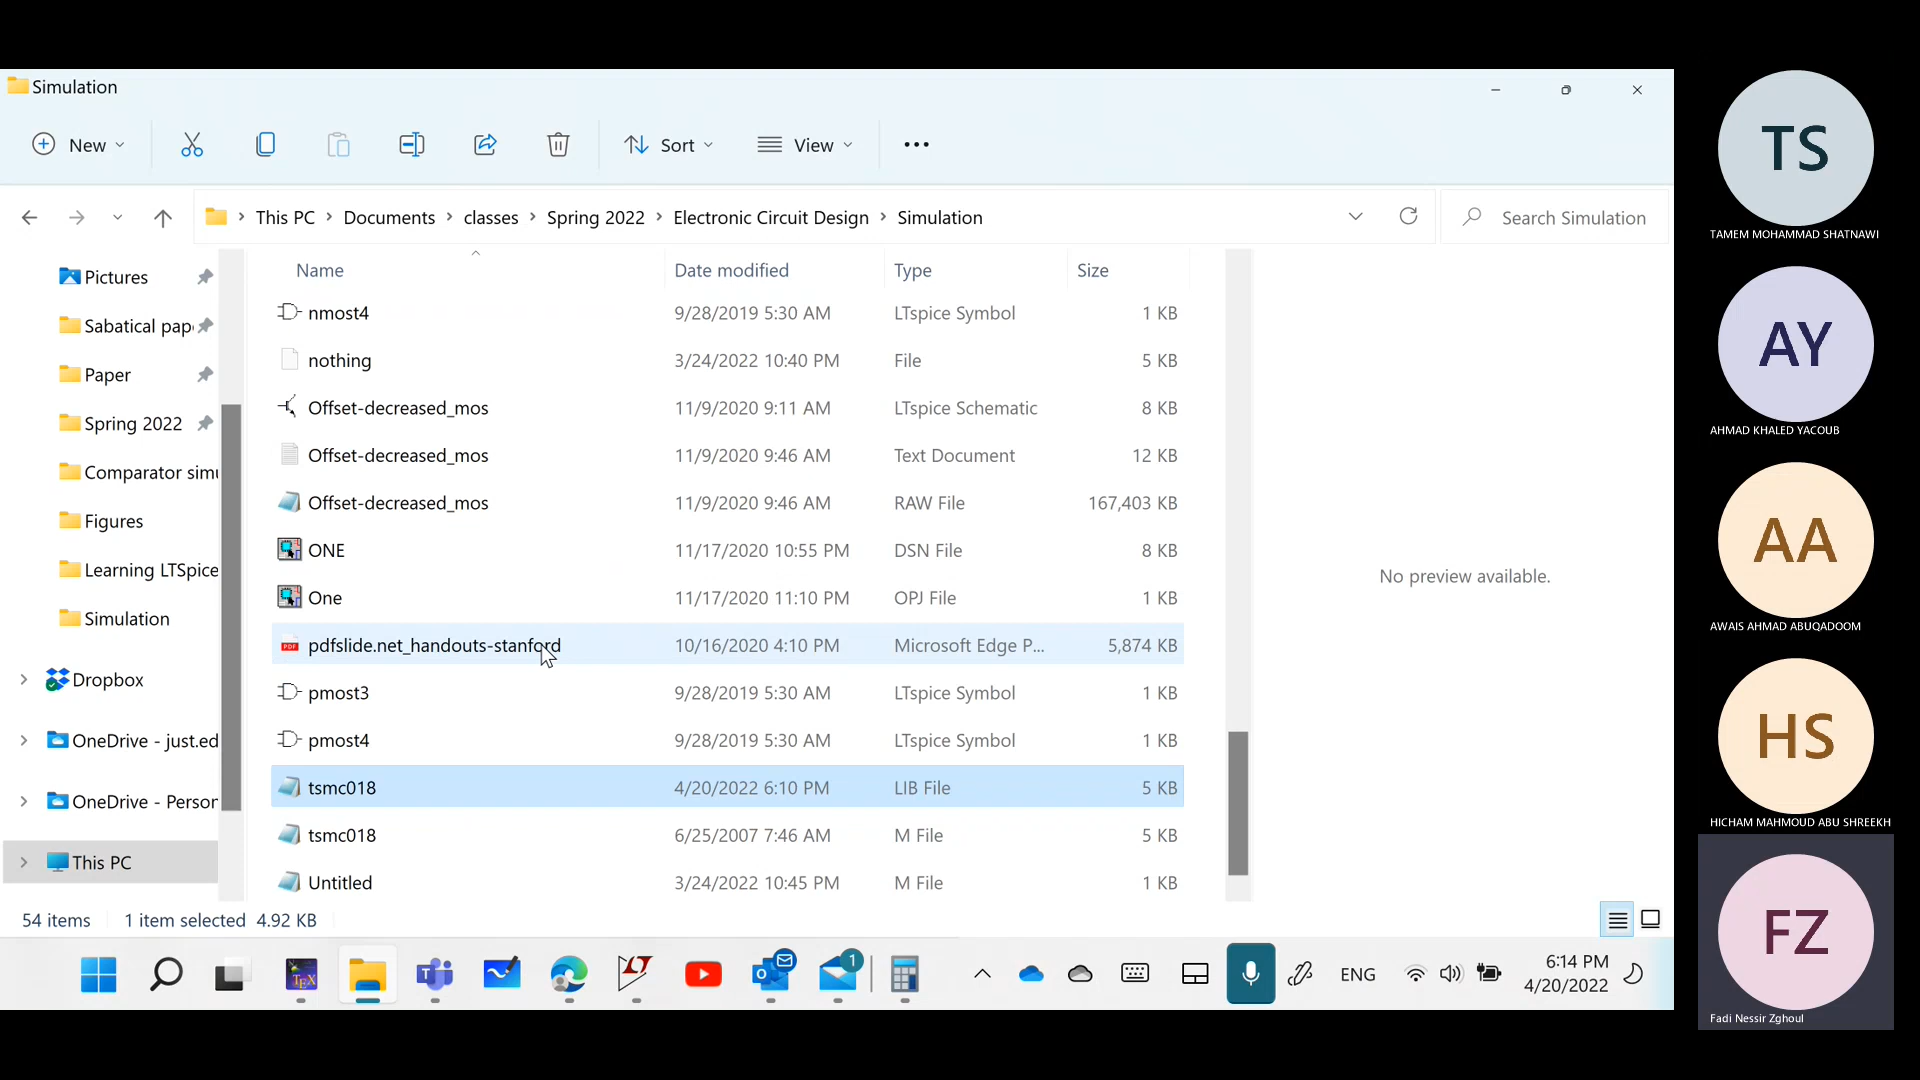 Simulation
New
Sort
View
This PC
Documents
classes
Spring 2022
Electronic Circuit Design
Simulation
Search Simulation
Name
Date modified
Type
Size
Pictures
Sabatical pap
Paper
Spring 2022
Comparator simu
Figures
Learning LTSpice
Simulation
Dropbox
OneDrive - just.ed
OneDrive - Person
This PC
nmost4 9/28/2019 5:30 AM LTspice Symbol 1 KB
nothing 3/24/2022 10:40 PM File 5 KB
Offset-decreased_mos 11/9/2020 9:11 AM LTspice Schematic 8 KB
Offset-decreased_mos 11/9/2020 9:46 AM Text Document 12 KB
Offset-decreased_mos 11/9/2020 9:46 AM RAW File 167,403 KB
ONE 11/17/2020 10:55 PM DSN File 8 KB
One 11/17/2020 11:10 PM OPJ File 1 KB
pdfslide.net_handouts-stanford 10/16/2020 4:10 PM Microsoft Edge P... 5,874 KB
pmost3 9/28/2019 5:30 AM LTspice Symbol 1 KB
pmost4 9/28/2019 5:30 AM LTspice Symbol 1 KB
tsmc018 4/20/2022 6:10 PM LIB File 5 KB
tsmc018 6/25/2007 7:46 AM M File 5 KB
Untitled 3/24/2022 10:45 PM M File 1 KB
No preview available.
54 items 1 item selected 4.92 KB
ENG
6:14 PM
4/20/2022
TS
TAMEM MOHAMMAD SHATNAWI
AY
AHMAD KHALED YACOUB
AA
AWAIS AHMAD ABUQADOOM
HS
HICHAM MAHMOUD ABU SHREEKH
FZ
Fadi Nessir Zghoul